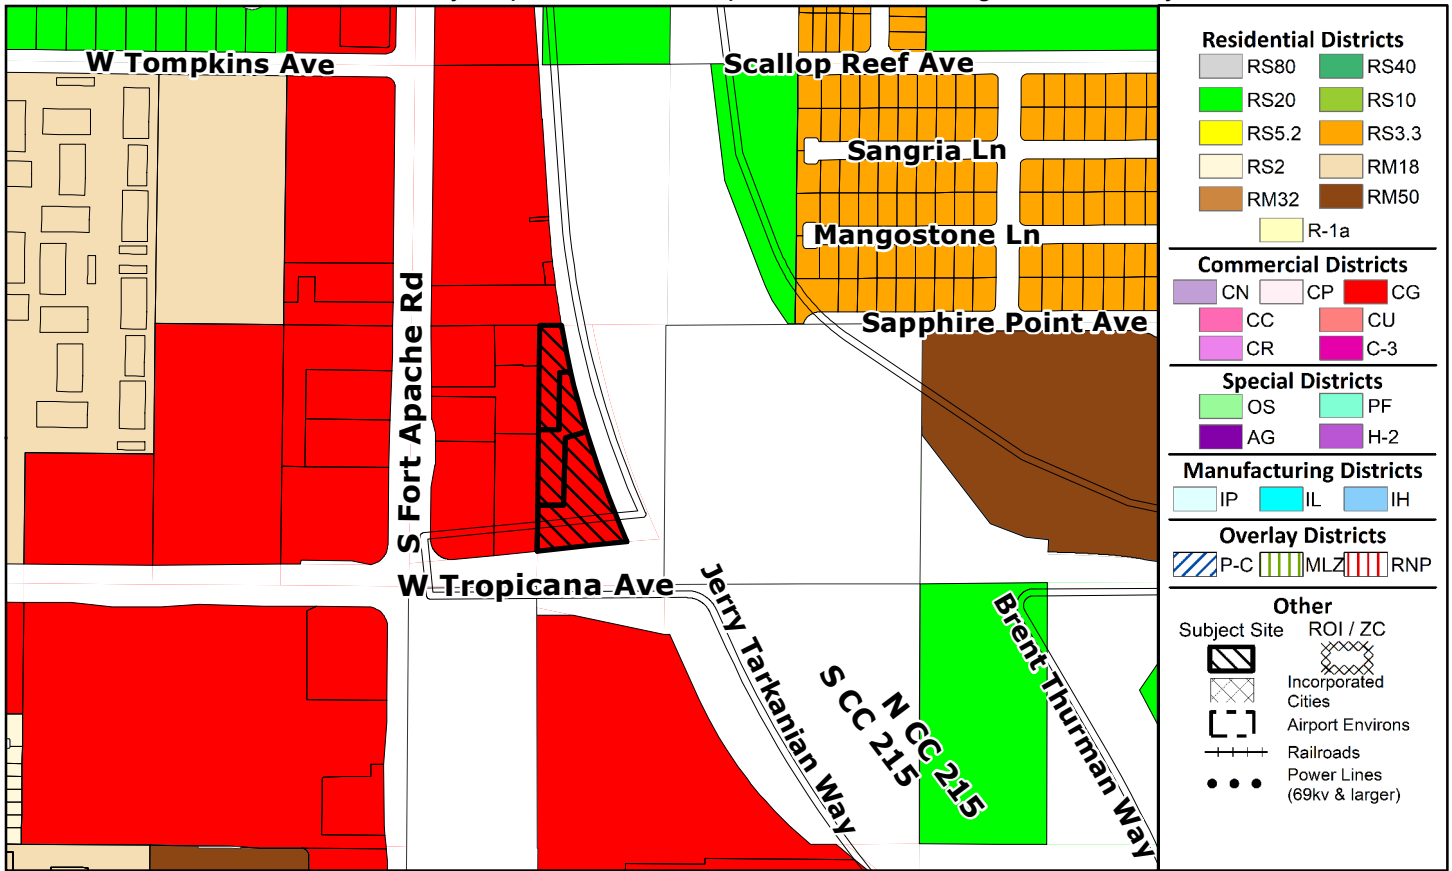 W Tompkins Ave
Scallop Reef Ave
Sangria Ln
Mangostone Ln
Sapphire Point Ave
S Fort Apache Rd
W Tropicana Ave
Jerry Tarkanian Way
S CC 215
N CC 215
Brent Thurman Way
Residential Districts
RS80 RS40
RS20 RS10
RS5.2 RS3.3
RS2 RM18
RM32 RM50
R-1a
Commercial Districts
CN CP CG
CC CU
CR C-3
Special Districts
OS PF
AG H-2
Manufacturing Districts
IP IL IH
Overlay Districts
P-C MLZ RNP
Other
Subject Site ROI / ZC
Incorporated
Cities
Airport Environs
Railroads
Power Lines
(69kv & larger)